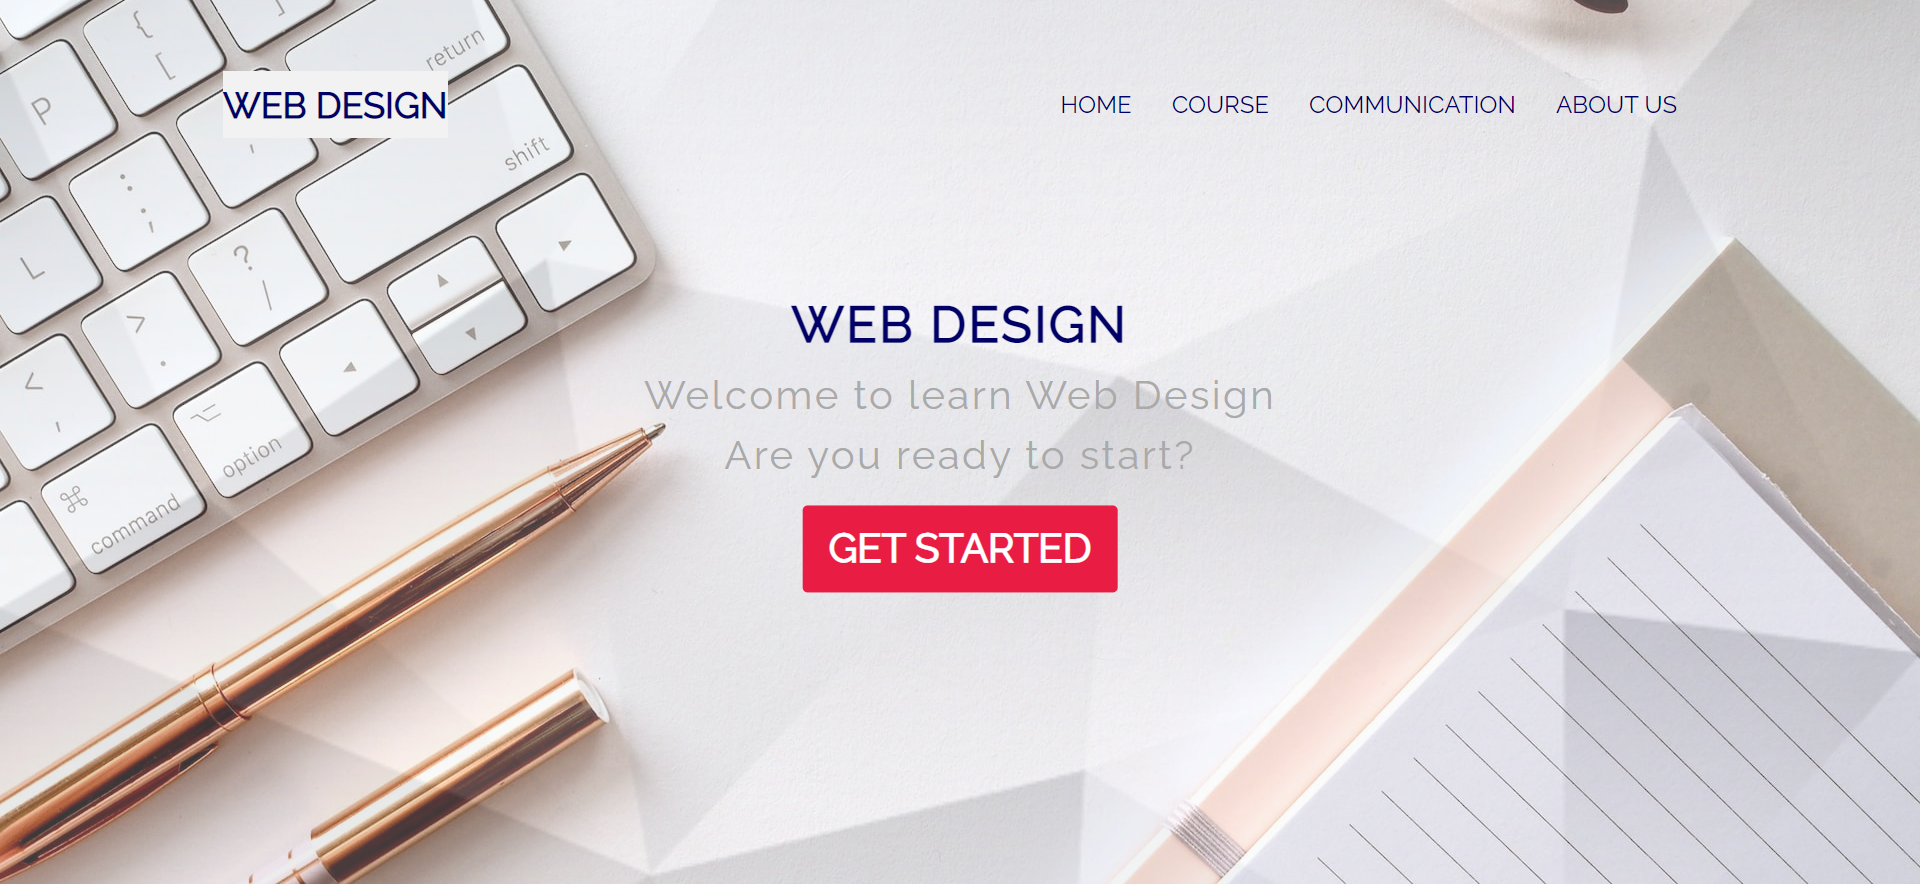 {
[
return
P
WEB DESIGN
HOME
COURSE
COMMUNICATION
ABOUT US
shift
:
;
L
?
/
>
.
<
,
option
command
WEB DESIGN
Welcome to learn Web Design
Are you ready to start?
GET STARTED